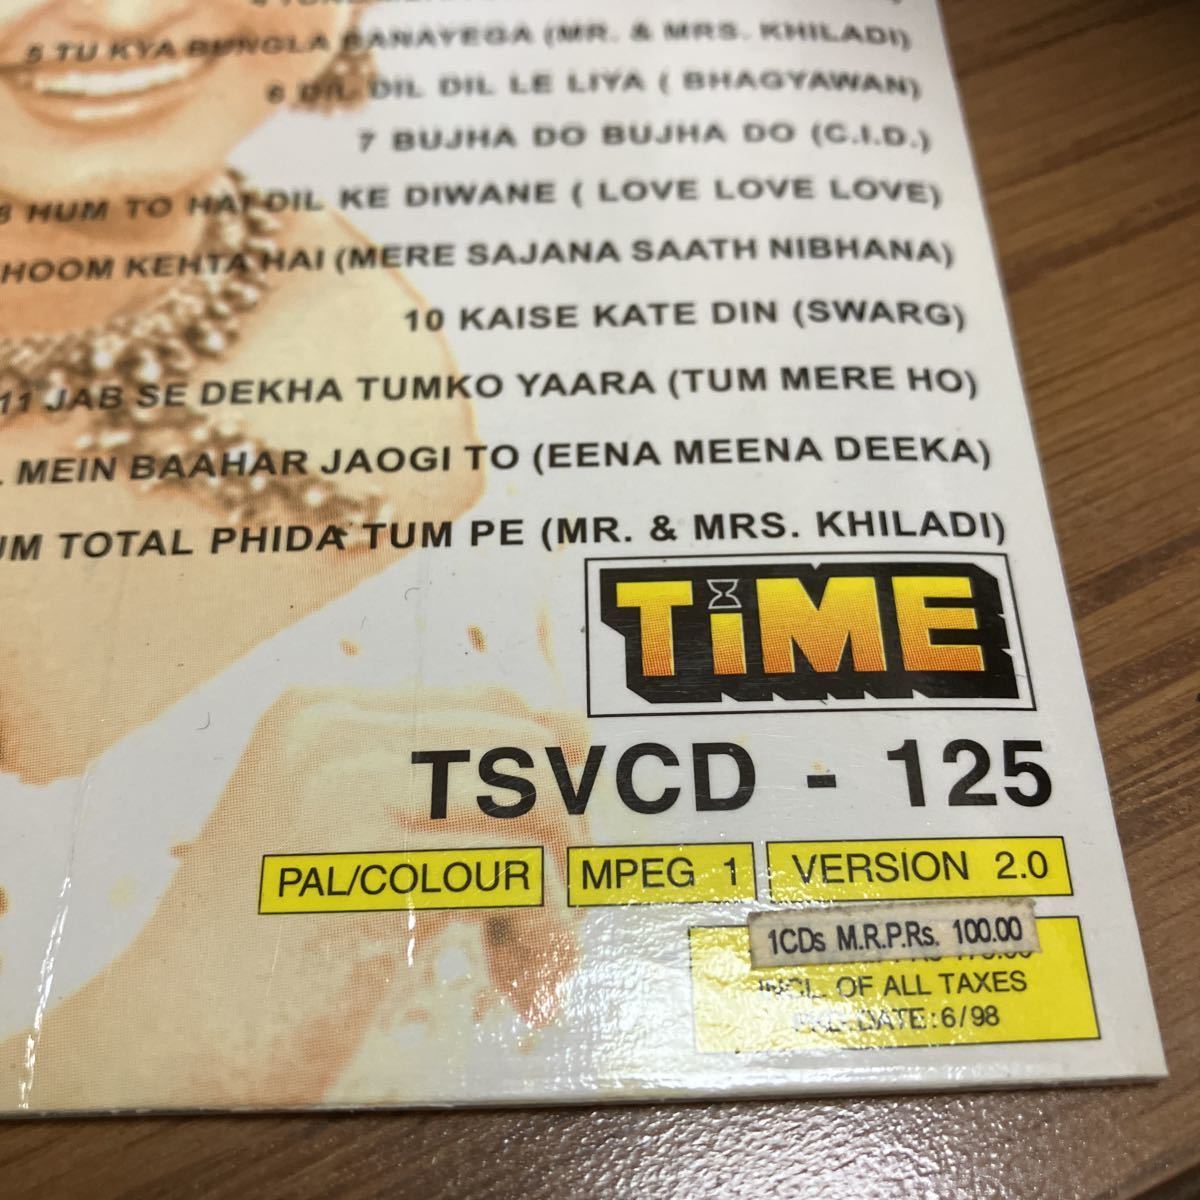 5 TU KYA BUNGLA BANAYEGA (MR. & MRS. KHILADI)
6 DIL DIL DIL LE LIYA ( BHAGYAWAN)
7 BUJHA DO BUJHA DO (C.I.D.)
8 HUM TO HAI DIL KE DIWANE ( LOVE LOVE LOVE)
HOOM KEHTA HAI (MERE SAJANA SAATH NIBHANA)
10 KAISE KATE DIN (SWARG)
11 JAB SE DEKHA TUMKO YAARA (TUM MERE HO)
MEIN BAAHAR JAOGI TO (EENA MEENA DEEKA)
UM TOTAL PHIDA TUM PE (MR. & MRS. KHILADI)
TiME
TSVCD - 125
PAL/COLOUR MPEG 1 VERSION 2.0
1CDs M.R.P.Rs. 100.00
INCL. OF ALL TAXES
DATE : 6/98